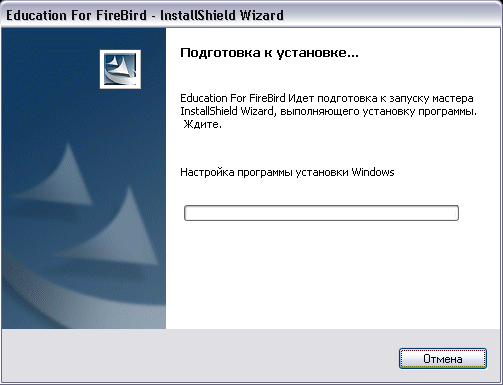 Education For FireBird - InstallShield Wizard
Подготовка к установке...
Education For FireBird Идет подготовка к запуску мастера
InstallShield Wizard, выполняющего установку программы.
Ждите.
Настройка программы установки Windows
Отмена